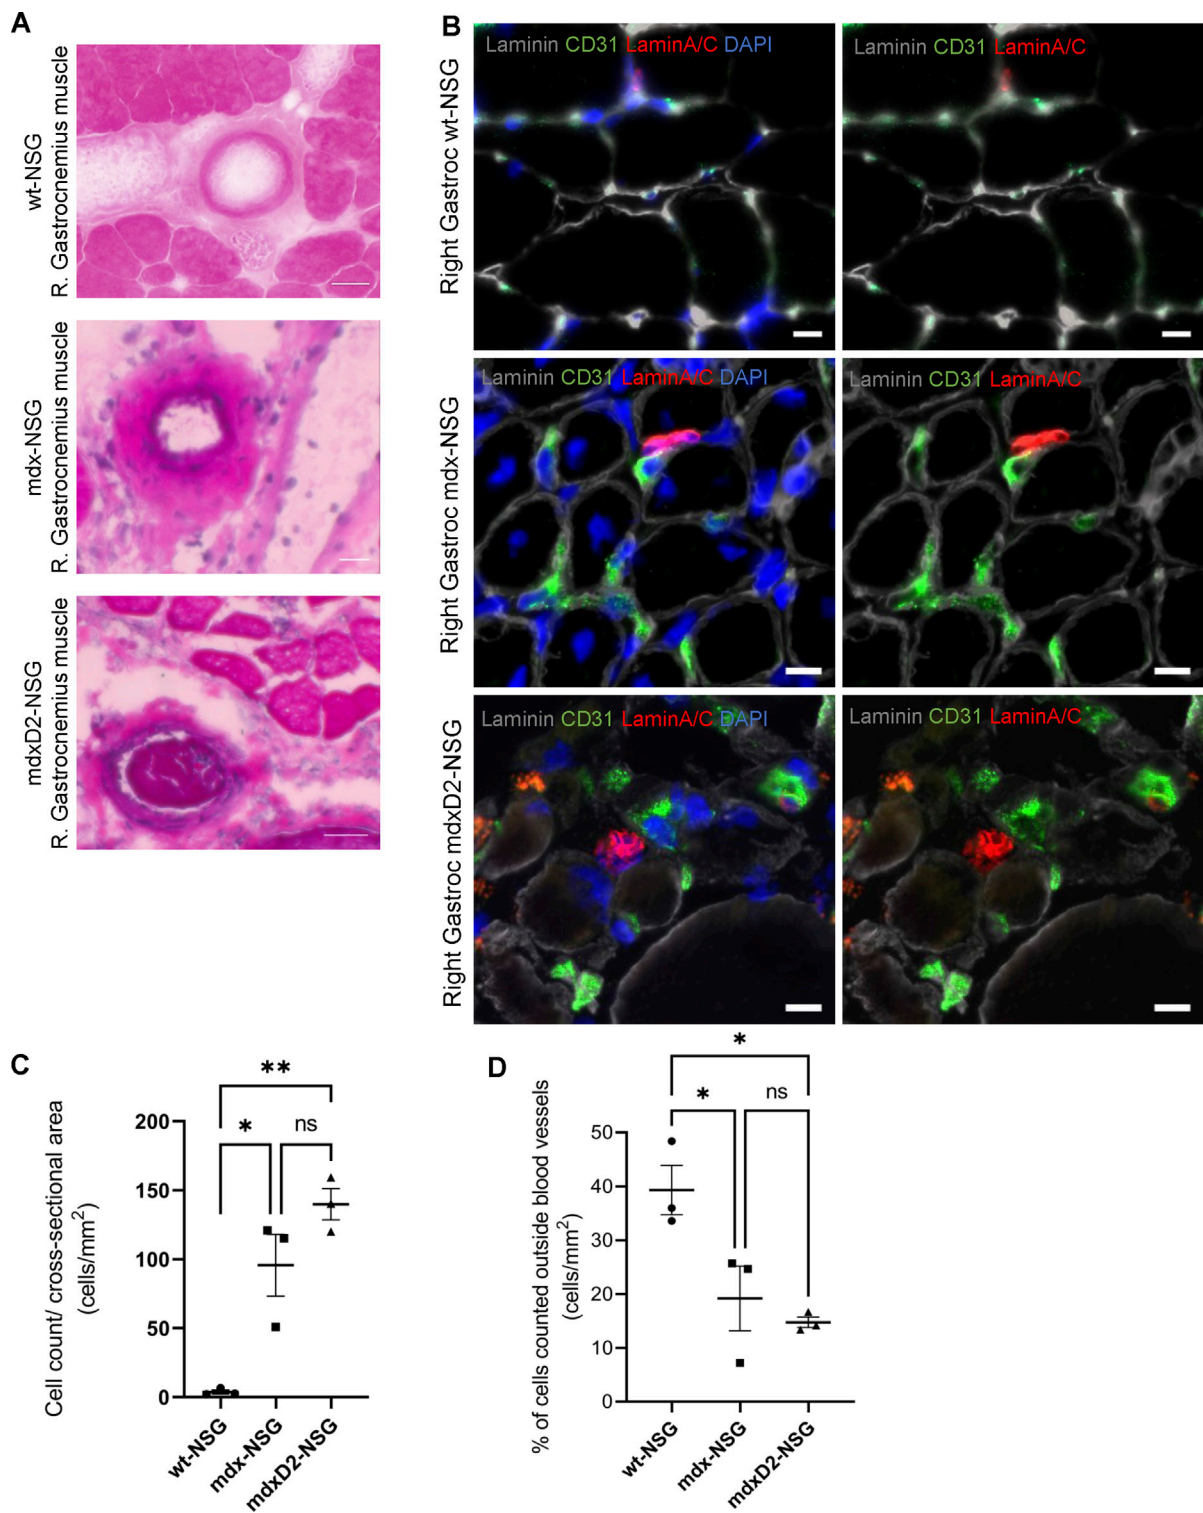 A
wt-NSG
R. Gastrocnemius muscle
mdx-NSG
R. Gastrocnemius muscle
mdxD2-NSG
R. Gastrocnemius muscle
B
Right Gastroc wt-NSG
Laminin CD31 LaminA/C DAPI
Laminin CD31 LaminA/C
Right Gastroc mdx-NSG
Laminin CD31 LaminA/C DAPI
Laminin CD31 LaminA/C
Right Gastroc mdxD2-NSG
Laminin CD31 LaminA/C DAPI
Laminin CD31 LaminA/C
C
Cell count/ cross-sectional area
(cells/mm²)
**
* ns
200
150
100
50
0
wt-NSG
mdx-NSG
mdxD2-NSG
D
% of cells counted outside blood vessels
(cells/mm²)
*
* ns
50
40
30
20
10
0
wt-NSG
mdx-NSG
mdxD2-NSG